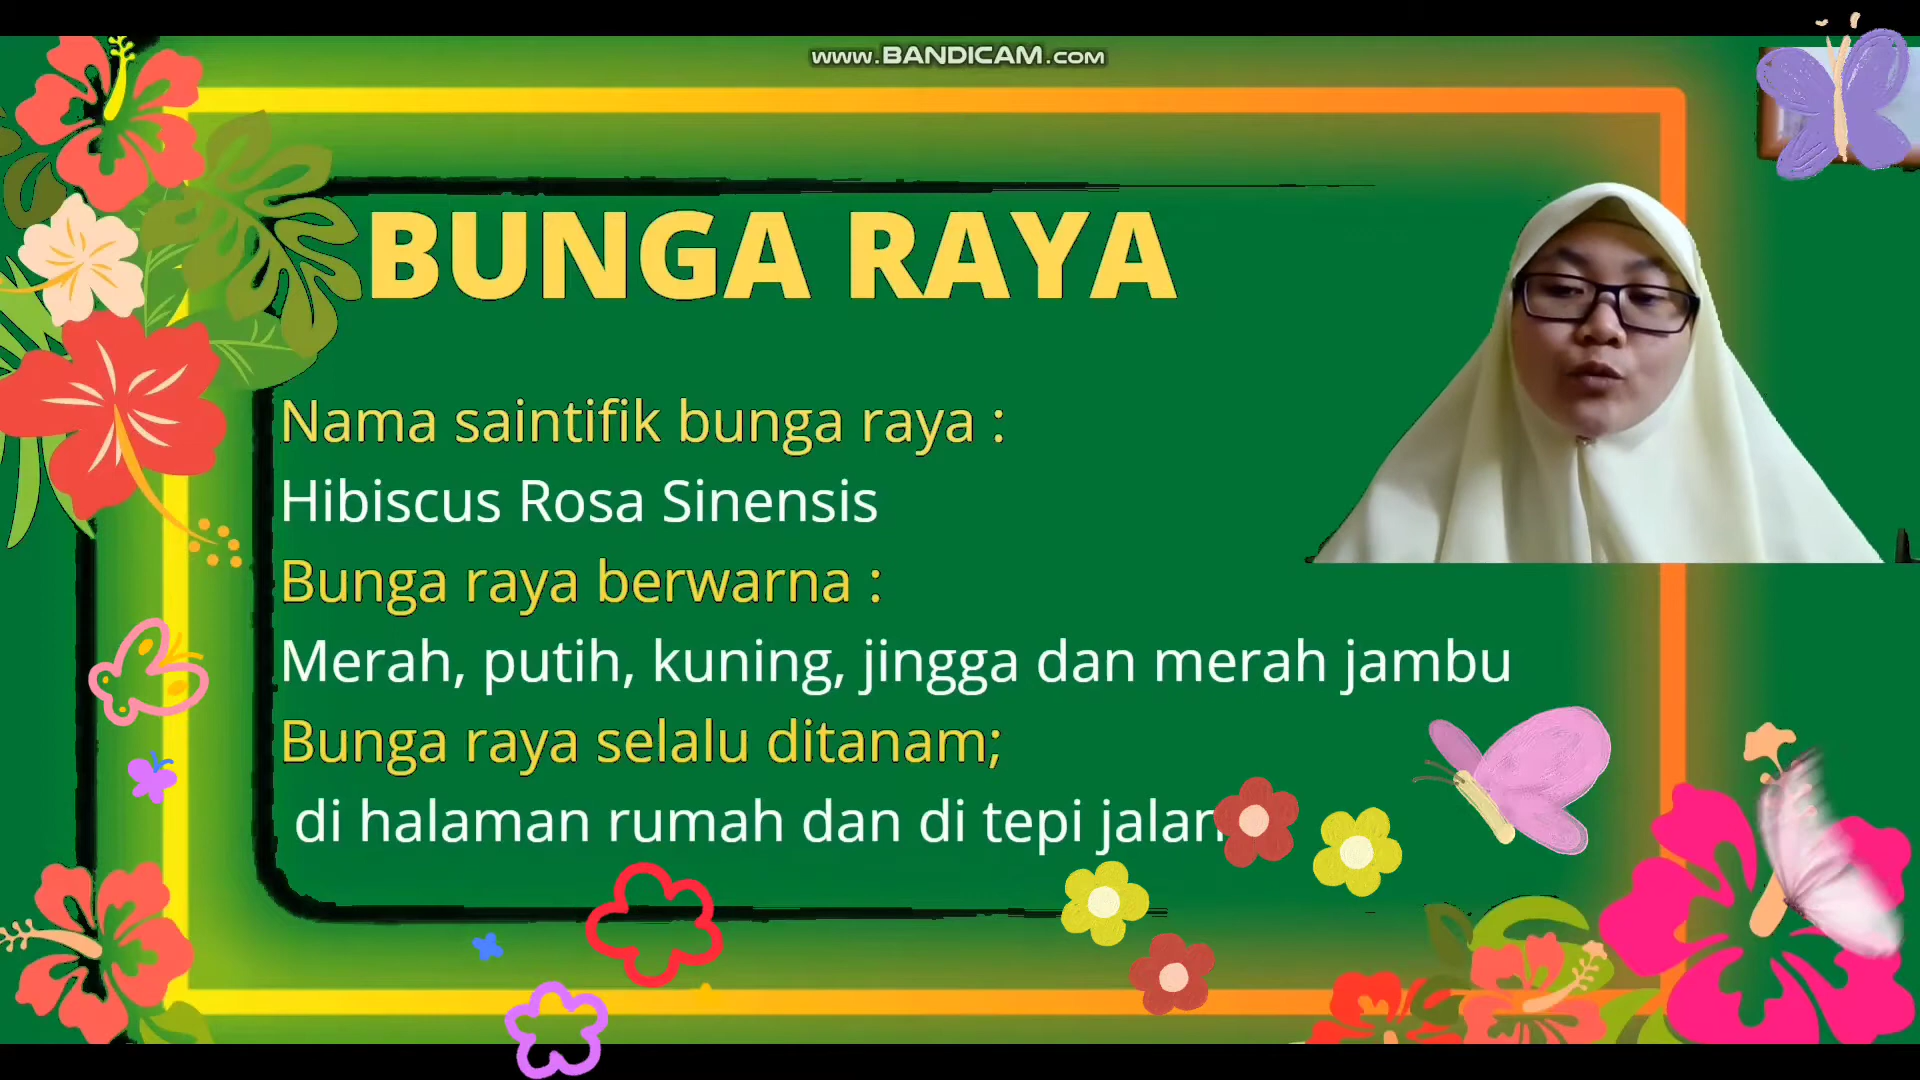 www.BANDICAM.com
BUNGA RAYA
Nama saintifik bunga raya :
Hibiscus Rosa Sinensis
Bunga raya berwarna :
Merah, putih, kuning, jingga dan merah jambu
Bunga raya selalu ditanam;
di halaman rumah dan di tepi jalan